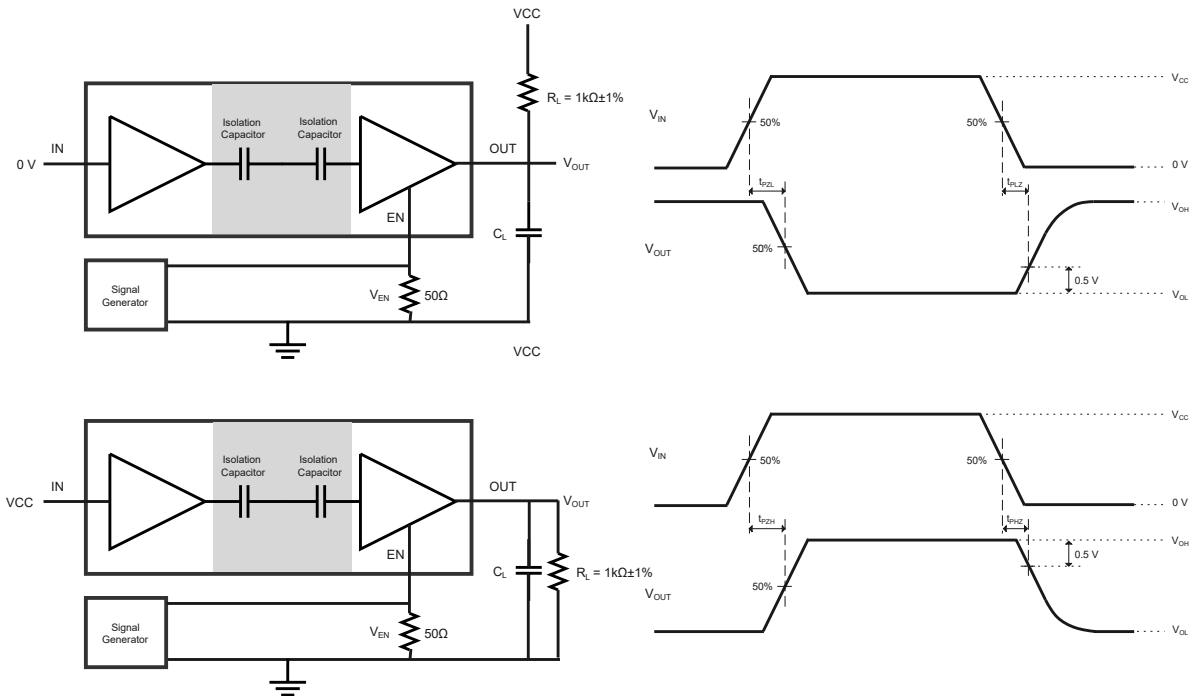 VCC
R_L = 1kΩ±1%
Isolation
Capacitor
Isolation
Capacitor
0 V
IN
OUT
V_OUT
EN
C_L
Signal
Generator
V_EN
50Ω
VCC
V_IN
50%
50%
V_CC
0 V
t_PZL
t_PLZ
V_OH
V_OUT
50%
0.5 V
V_OL
Isolation
Capacitor
Isolation
Capacitor
VCC
IN
OUT
V_OUT
EN
C_L
R_L = 1kΩ±1%
Signal
Generator
V_EN
50Ω
V_IN
50%
50%
V_CC
0 V
t_PZH
t_PHZ
V_OH
0.5 V
50%
V_OUT
V_OL